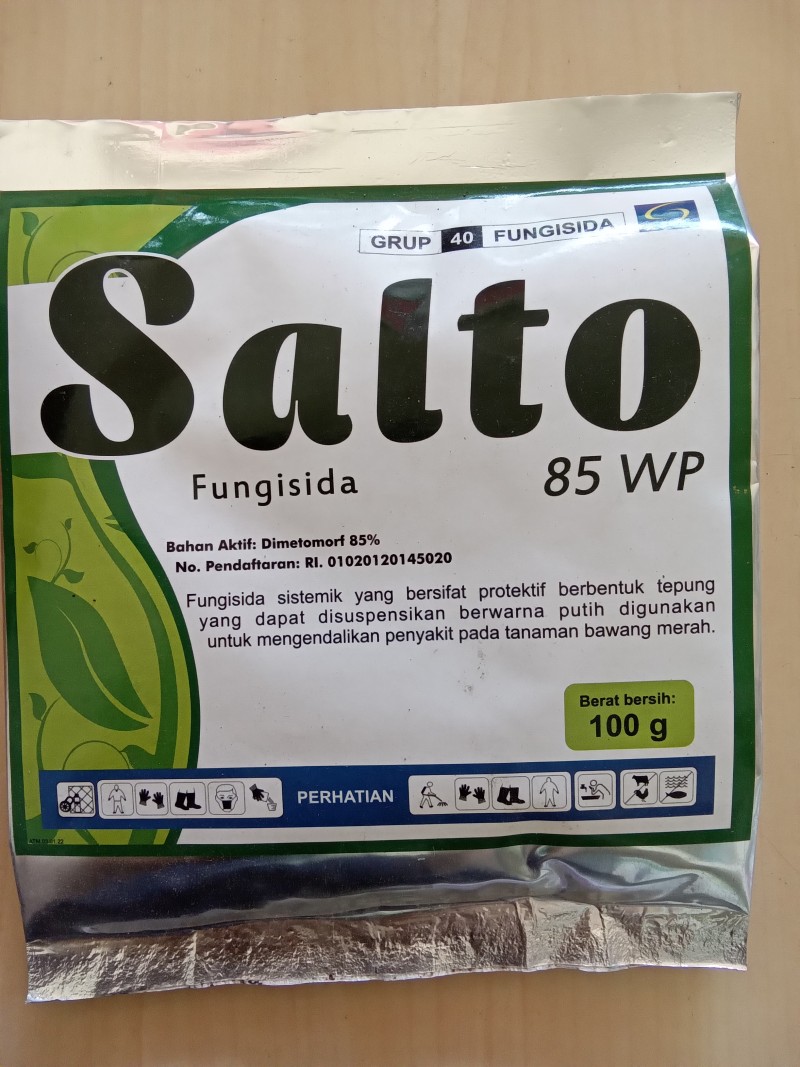 GRUP 40 FUNGISIDA
Salto
Fungisida
85 WP
Bahan Aktif: Dimetomorf 85%
No. Pendaftaran: RI. 01020120145020
Fungisida sistemik yang bersifat protektif berbentuk tepung
yang dapat disuspensikan berwarna putih digunakan
untuk mengendalikan penyakit pada tanaman bawang merah.
Berat bersih:
100 g
PERHATIAN